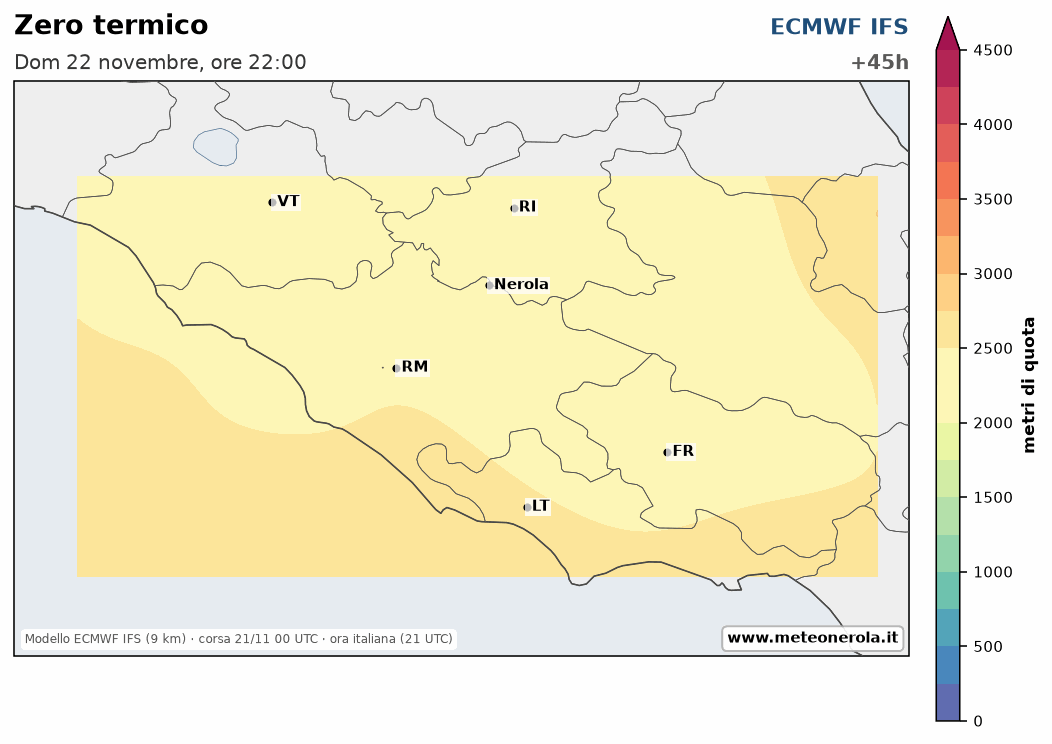 Zero termico
ECMWF IFS
Dom 22 novembre, ore 22:00
+45h
VT
RI
Nerola
RM
FR
LT
4500
4000
3500
3000
2500
2000
1500
1000
500
0
metri di quota
Modello ECMWF IFS (9 km) · corsa 21/11 00 UTC · ora italiana (21 UTC)
www.meteonerola.it